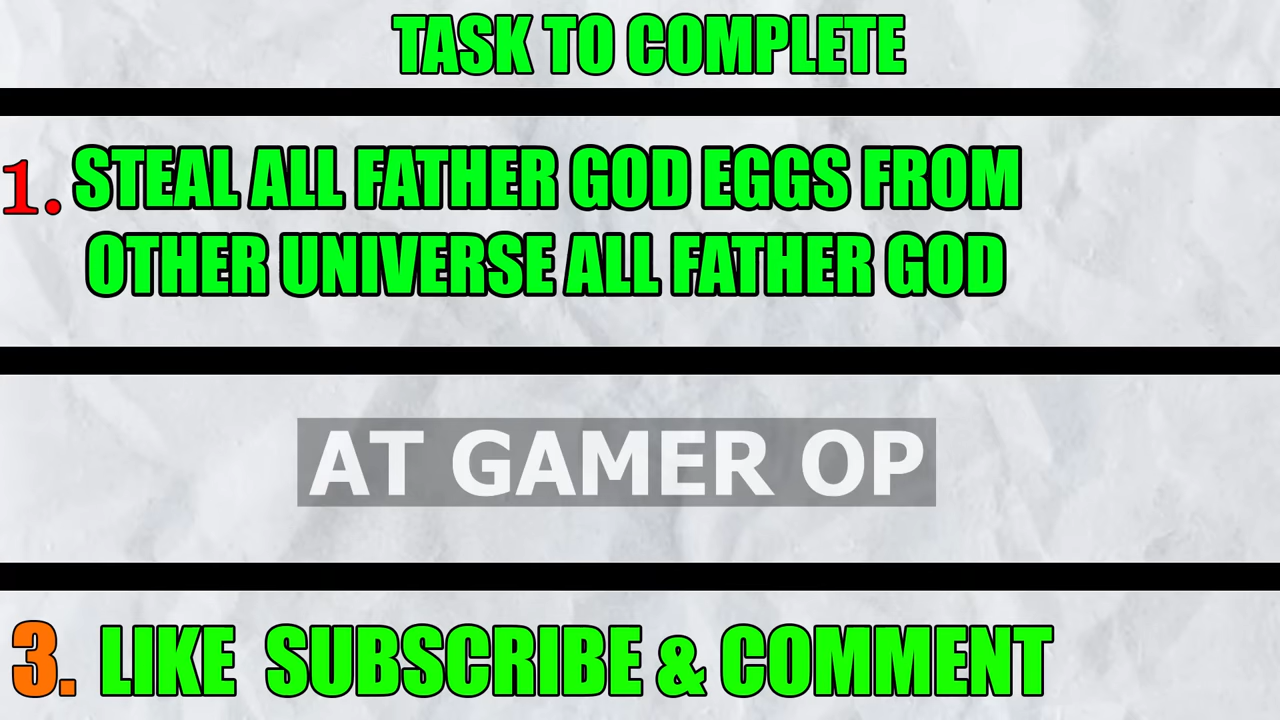 TASK TO COMPLETE
1. STEAL ALL FATHER GOD EGGS FROM
OTHER UNIVERSE ALL FATHER GOD
AT GAMER OP
3. LIKE SUBSCRIBE & COMMENT